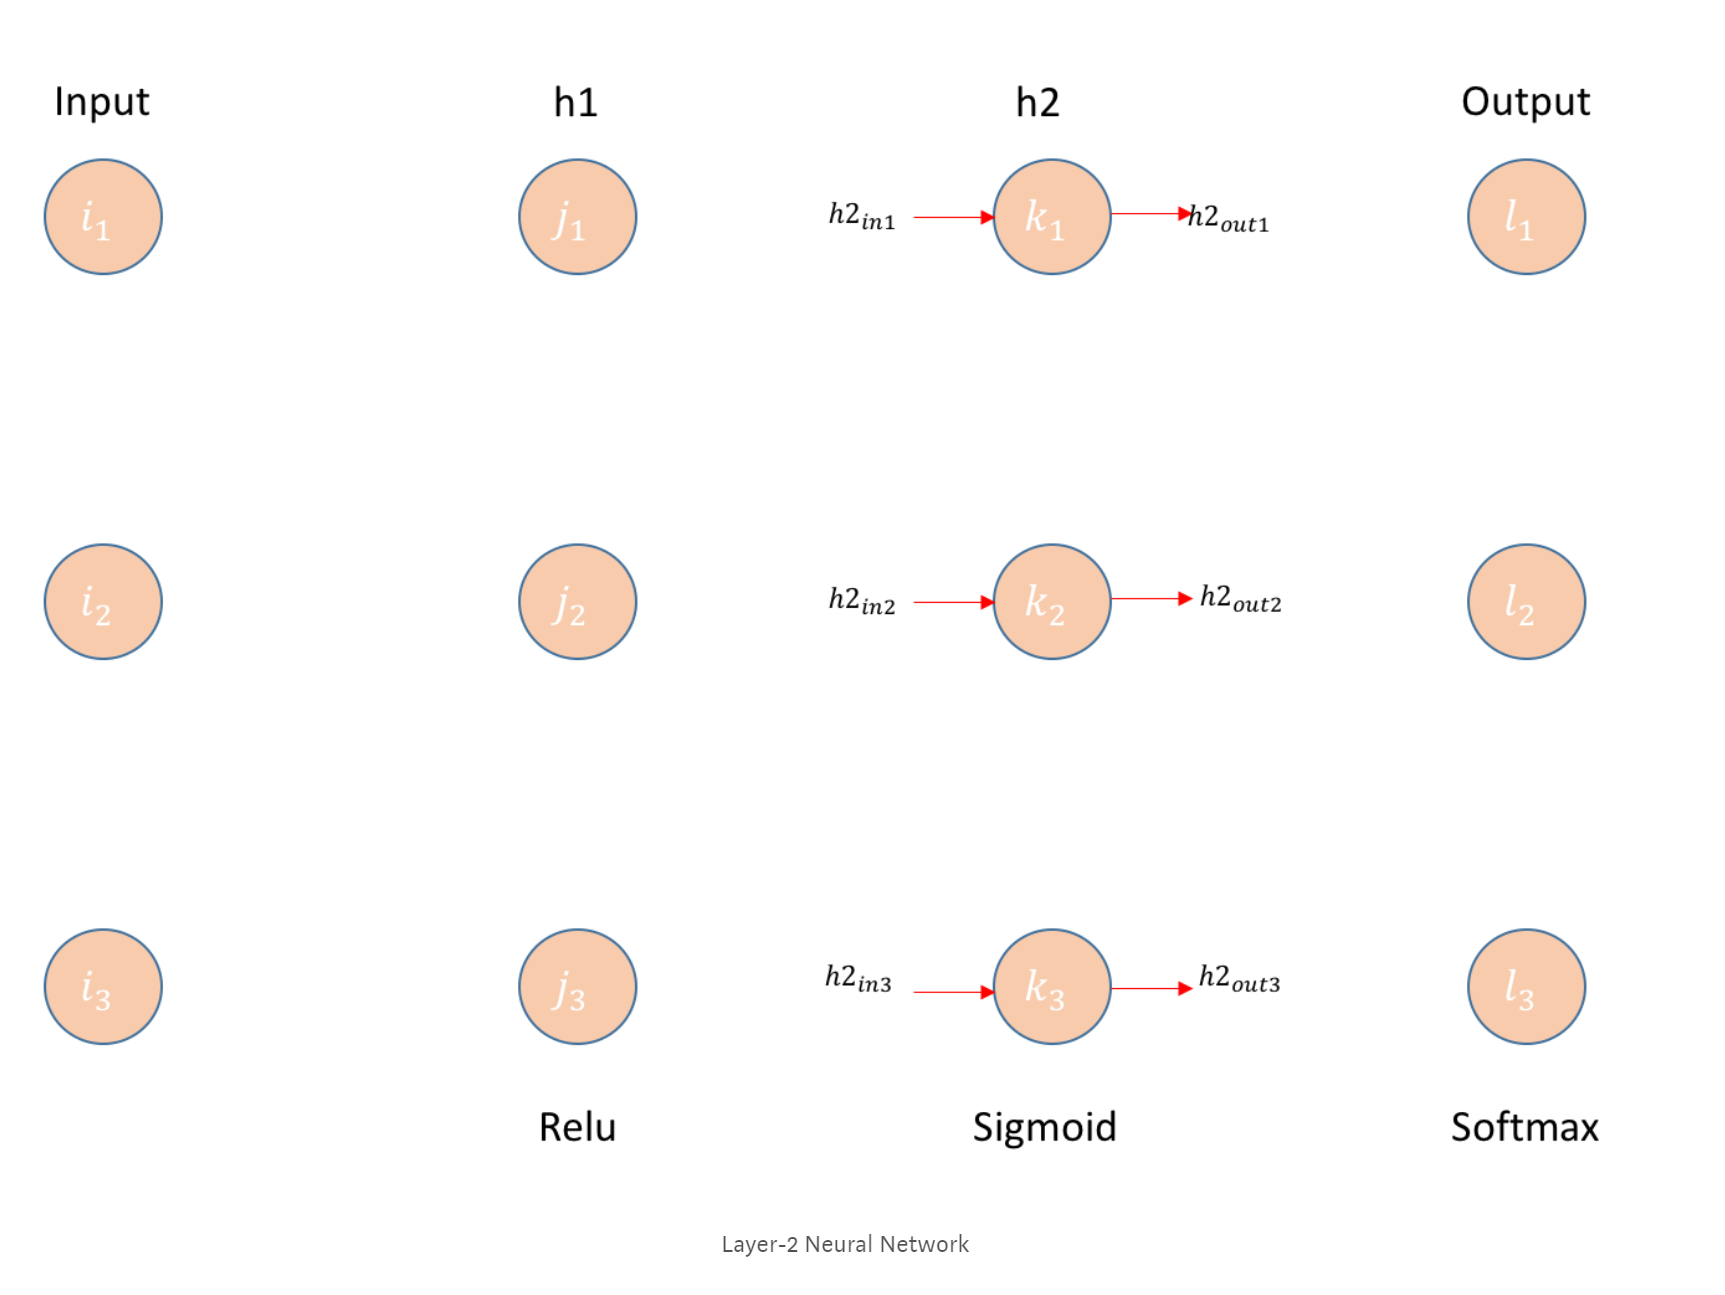 Input h1 h2 Output
i₁ j₁ h2ᵢₙ₁ k₁ h2ₒᵤₜ₁ l₁
i₂ j₂ h2ᵢₙ₂ k₂ h2ₒᵤₜ₂ l₂
i₃ j₃ h2ᵢₙ₃ k₃ h2ₒᵤₜ₃ l₃
Relu Sigmoid Softmax
Layer-2 Neural Network